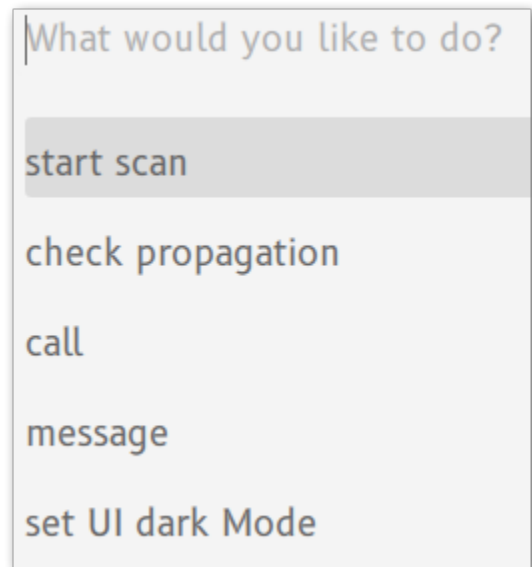 What would you like to do?
start scan
check propagation
call
message
set UI dark Mode